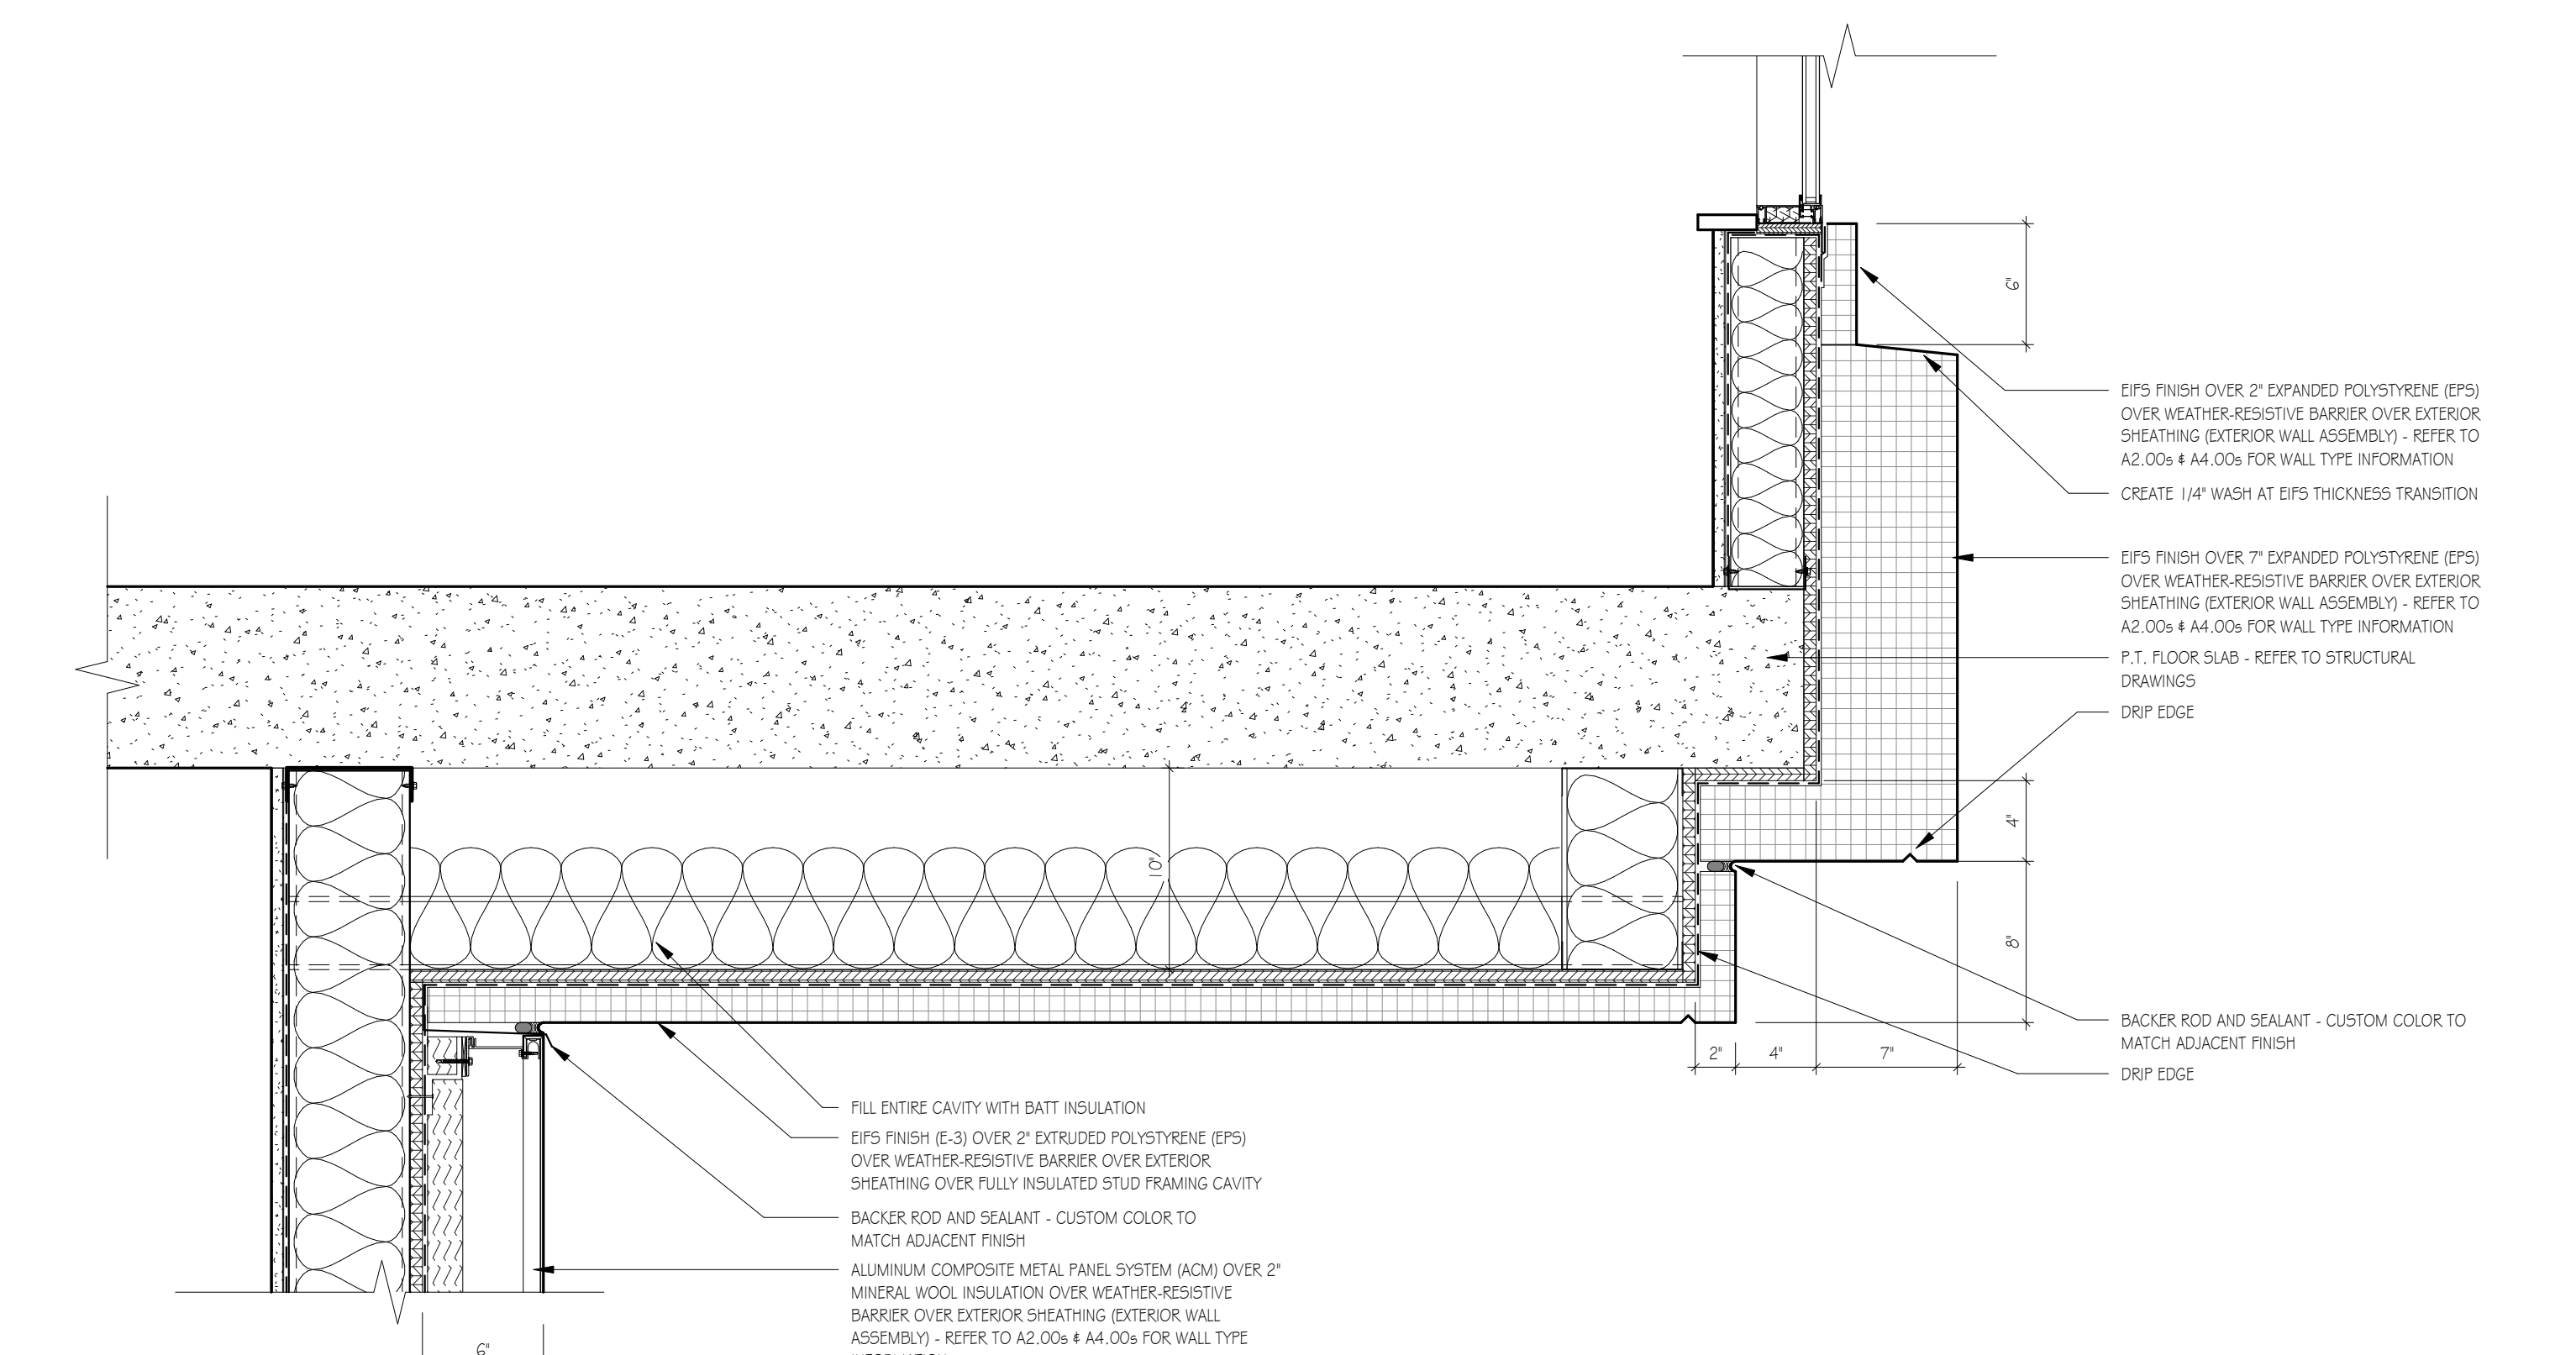 6"
EIFS FINISH OVER 2" EXPANDED POLYSTYRENE (EPS)
OVER WEATHER-RESISTIVE BARRIER OVER EXTERIOR
SHEATHING (EXTERIOR WALL ASSEMBLY) - REFER TO
A2.00s & A4.00s FOR WALL TYPE INFORMATION
CREATE 1/4" WASH AT EIFS THICKNESS TRANSITION
EIFS FINISH OVER 7" EXPANDED POLYSTYRENE (EPS)
OVER WEATHER-RESISTIVE BARRIER OVER EXTERIOR
SHEATHING (EXTERIOR WALL ASSEMBLY) - REFER TO
A2.00s & A4.00s FOR WALL TYPE INFORMATION
P.T. FLOOR SLAB - REFER TO STRUCTURAL
DRAWINGS
DRIP EDGE
4"
10"
8"
BACKER ROD AND SEALANT - CUSTOM COLOR TO
MATCH ADJACENT FINISH
2" 4" 7"
DRIP EDGE
FILL ENTIRE CAVITY WITH BATT INSULATION
EIFS FINISH (E-3) OVER 2" EXTRUDED POLYSTYRENE (EPS)
OVER WEATHER-RESISTIVE BARRIER OVER EXTERIOR
SHEATHING OVER FULLY INSULATED STUD FRAMING CAVITY
BACKER ROD AND SEALANT - CUSTOM COLOR TO
MATCH ADJACENT FINISH
ALUMINUM COMPOSITE METAL PANEL SYSTEM (ACM) OVER 2"
MINERAL WOOL INSULATION OVER WEATHER-RESISTIVE
BARRIER OVER EXTERIOR SHEATHING (EXTERIOR WALL
ASSEMBLY) - REFER TO A2.00s & A4.00s FOR WALL TYPE
6"